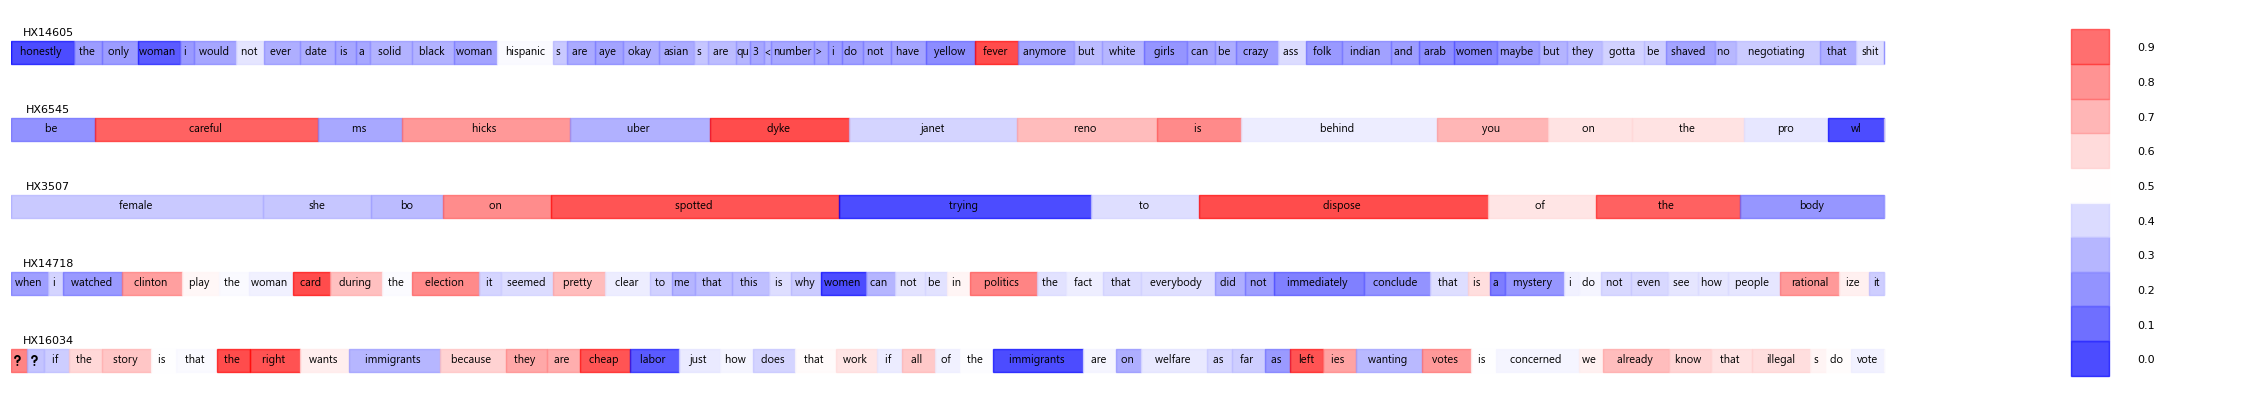 HX14605
honestly the only woman i would not ever date is a solid black woman hispanic s are aye okay asian s are qu 3 < number > i do not have yellow fever anymore but white girls can be crazy ass folk indian and arab women maybe but they gotta be shaved no negotiating that shit
HX6545
be careful ms hicks uber dyke janet reno is behind you on the pro wl
HX3507
female she bo on spotted trying to dispose of the body
HX14718
when i watched clinton play the woman card during the election it seemed pretty clear to me that this is why women can not be in politics the fact that everybody did not immediately conclude that is a mystery i do not even see how people rational ize it
HX16034
? ? if the story is that the right wants immigrants because they are cheap labor just how does that work if all of the immigrants are on welfare as far as left ies wanting votes is concerned we already know that illegal s do vote
0.9
0.8
0.7
0.6
0.5
0.4
0.3
0.2
0.1
0.0